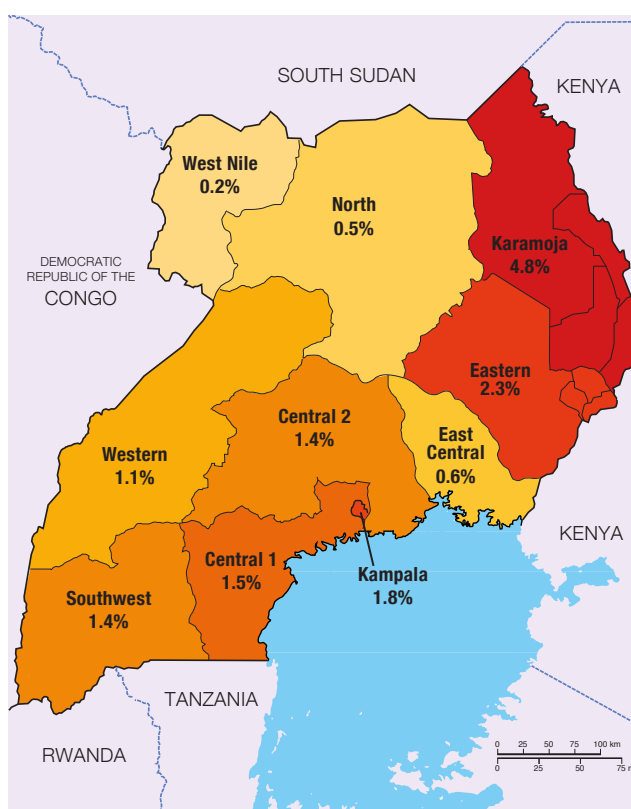 SOUTH SUDAN
KENYA
West Nile
0.2%
North
0.5%
Karamoja
4.8%
DEMOCRATIC
REPUBLIC OF THE
CONGO
Eastern
2.3%
Central 2
1.4%
East
Central
0.6%
Western
1.1%
KENYA
Central 1
1.5%
Kampala
1.8%
Southwest
1.4%
TANZANIA
RWANDA
0 25 50 75 100 km
0 25 50 75